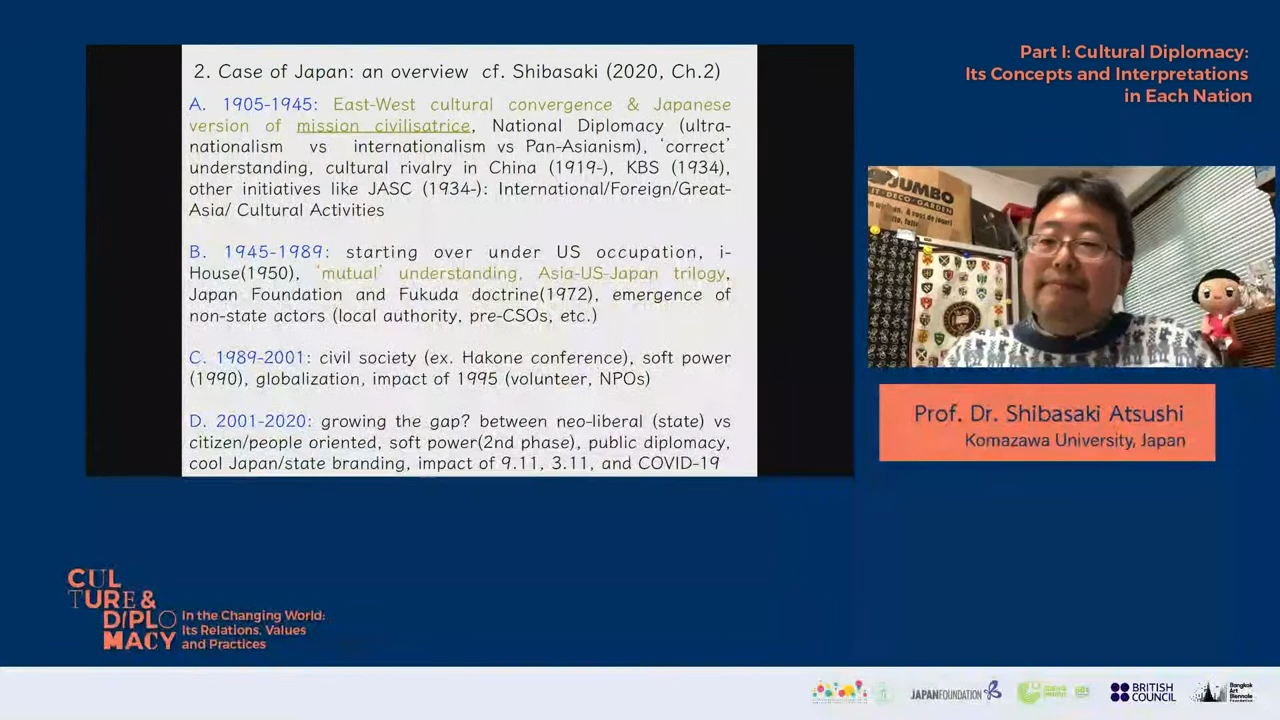 Part I: Cultural Diplomacy:
Its Concepts and Interpretations
in Each Nation
2. Case of Japan: an overview cf. Shibasaki (2020, Ch.2)
A. 1905-1945: East-West cultural convergence & Japanese
version of mission civilisatrice, National Diplomacy (ultra-
nationalism vs internationalism vs Pan-Asianism), ‘correct’
understanding, cultural rivalry in China (1919-), KBS (1934),
other initiatives like JASC (1934-): International/Foreign/Great-
Asia/ Cultural Activities
B. 1945-1989: starting over under US occupation, i-
House(1950), ‘mutual’ understanding, Asia-US-Japan trilogy,
Japan Foundation and Fukuda doctrine(1972), emergence of
non-state actors (local authority, pre-CSOs, etc.)
C. 1989-2001: civil society (ex. Hakone conference), soft power
(1990), globalization, impact of 1995 (volunteer, NPOs)
D. 2001-2020: growing the gap? between neo-liberal (state) vs
citizen/people oriented, soft power(2nd phase), public diplomacy,
cool Japan/state branding, impact of 9.11, 3.11, and COVID-19
JUMBO
Prof. Dr. Shibasaki Atsushi
Komazawa University, Japan
CUL
TURE &
DIPLO
MACY
In the Changing World:
Its Relations, Values
and Practices
JAPANFOUNDATION
BRITISH
COUNCIL
Bangkok
Art
Biennale
Foundation